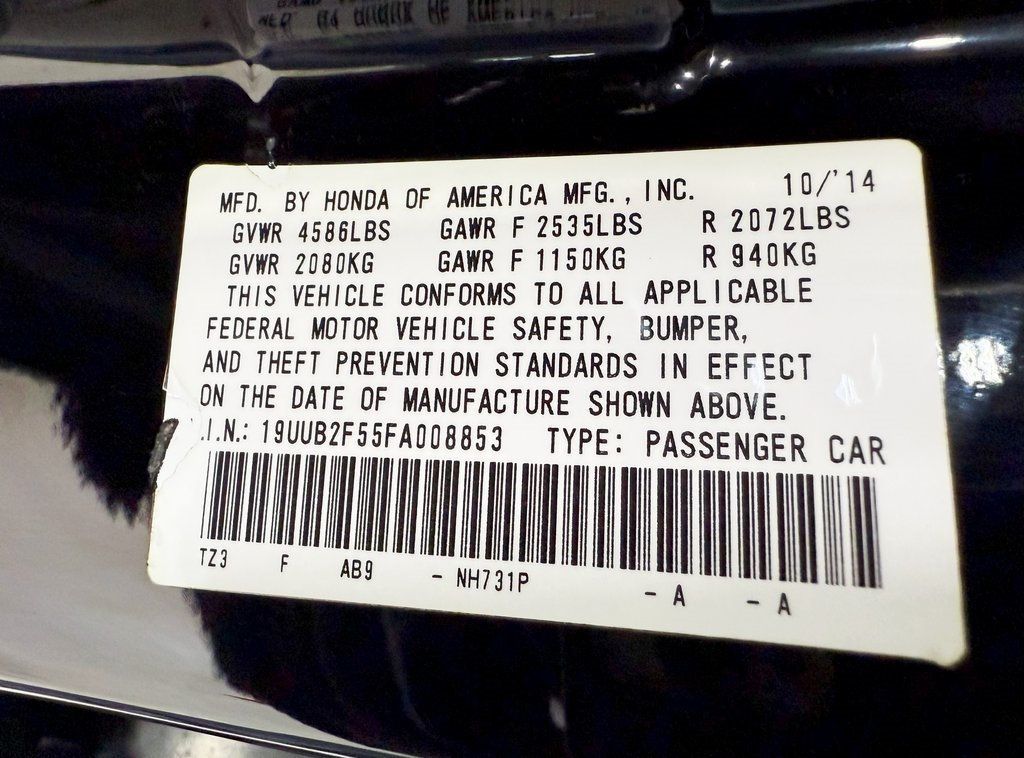 MFD. BY HONDA OF AMERICA MFG., INC. 10/'14
GVWR 4586LBS GAWR F 2535LBS R 2072LBS
GVWR 2080KG GAWR F 1150KG R 940KG
THIS VEHICLE CONFORMS TO ALL APPLICABLE
FEDERAL MOTOR VEHICLE SAFETY, BUMPER,
AND THEFT PREVENTION STANDARDS IN EFFECT
ON THE DATE OF MANUFACTURE SHOWN ABOVE.
.I.N.: 19UUB2F55FA008853 TYPE: PASSENGER CAR
TZ3 F AB9 - NH731P - A - A